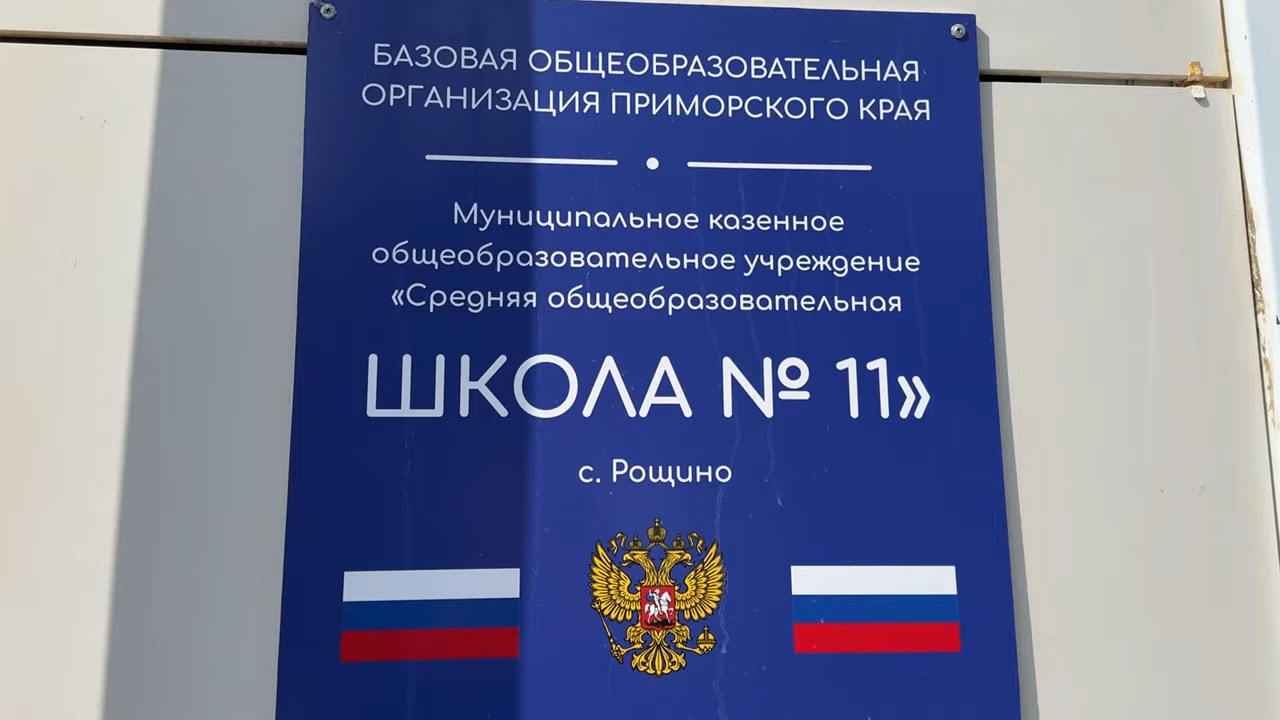 БАЗОВАЯ ОБЩЕОБРАЗОВАТЕЛЬНАЯ
ОРГАНИЗАЦИЯ ПРИМОРСКОГО КРАЯ
Муниципальное казенное
общеобразовательное учреждение
«Средняя общеобразовательная
ШКОЛА № 11»
с. Рощино